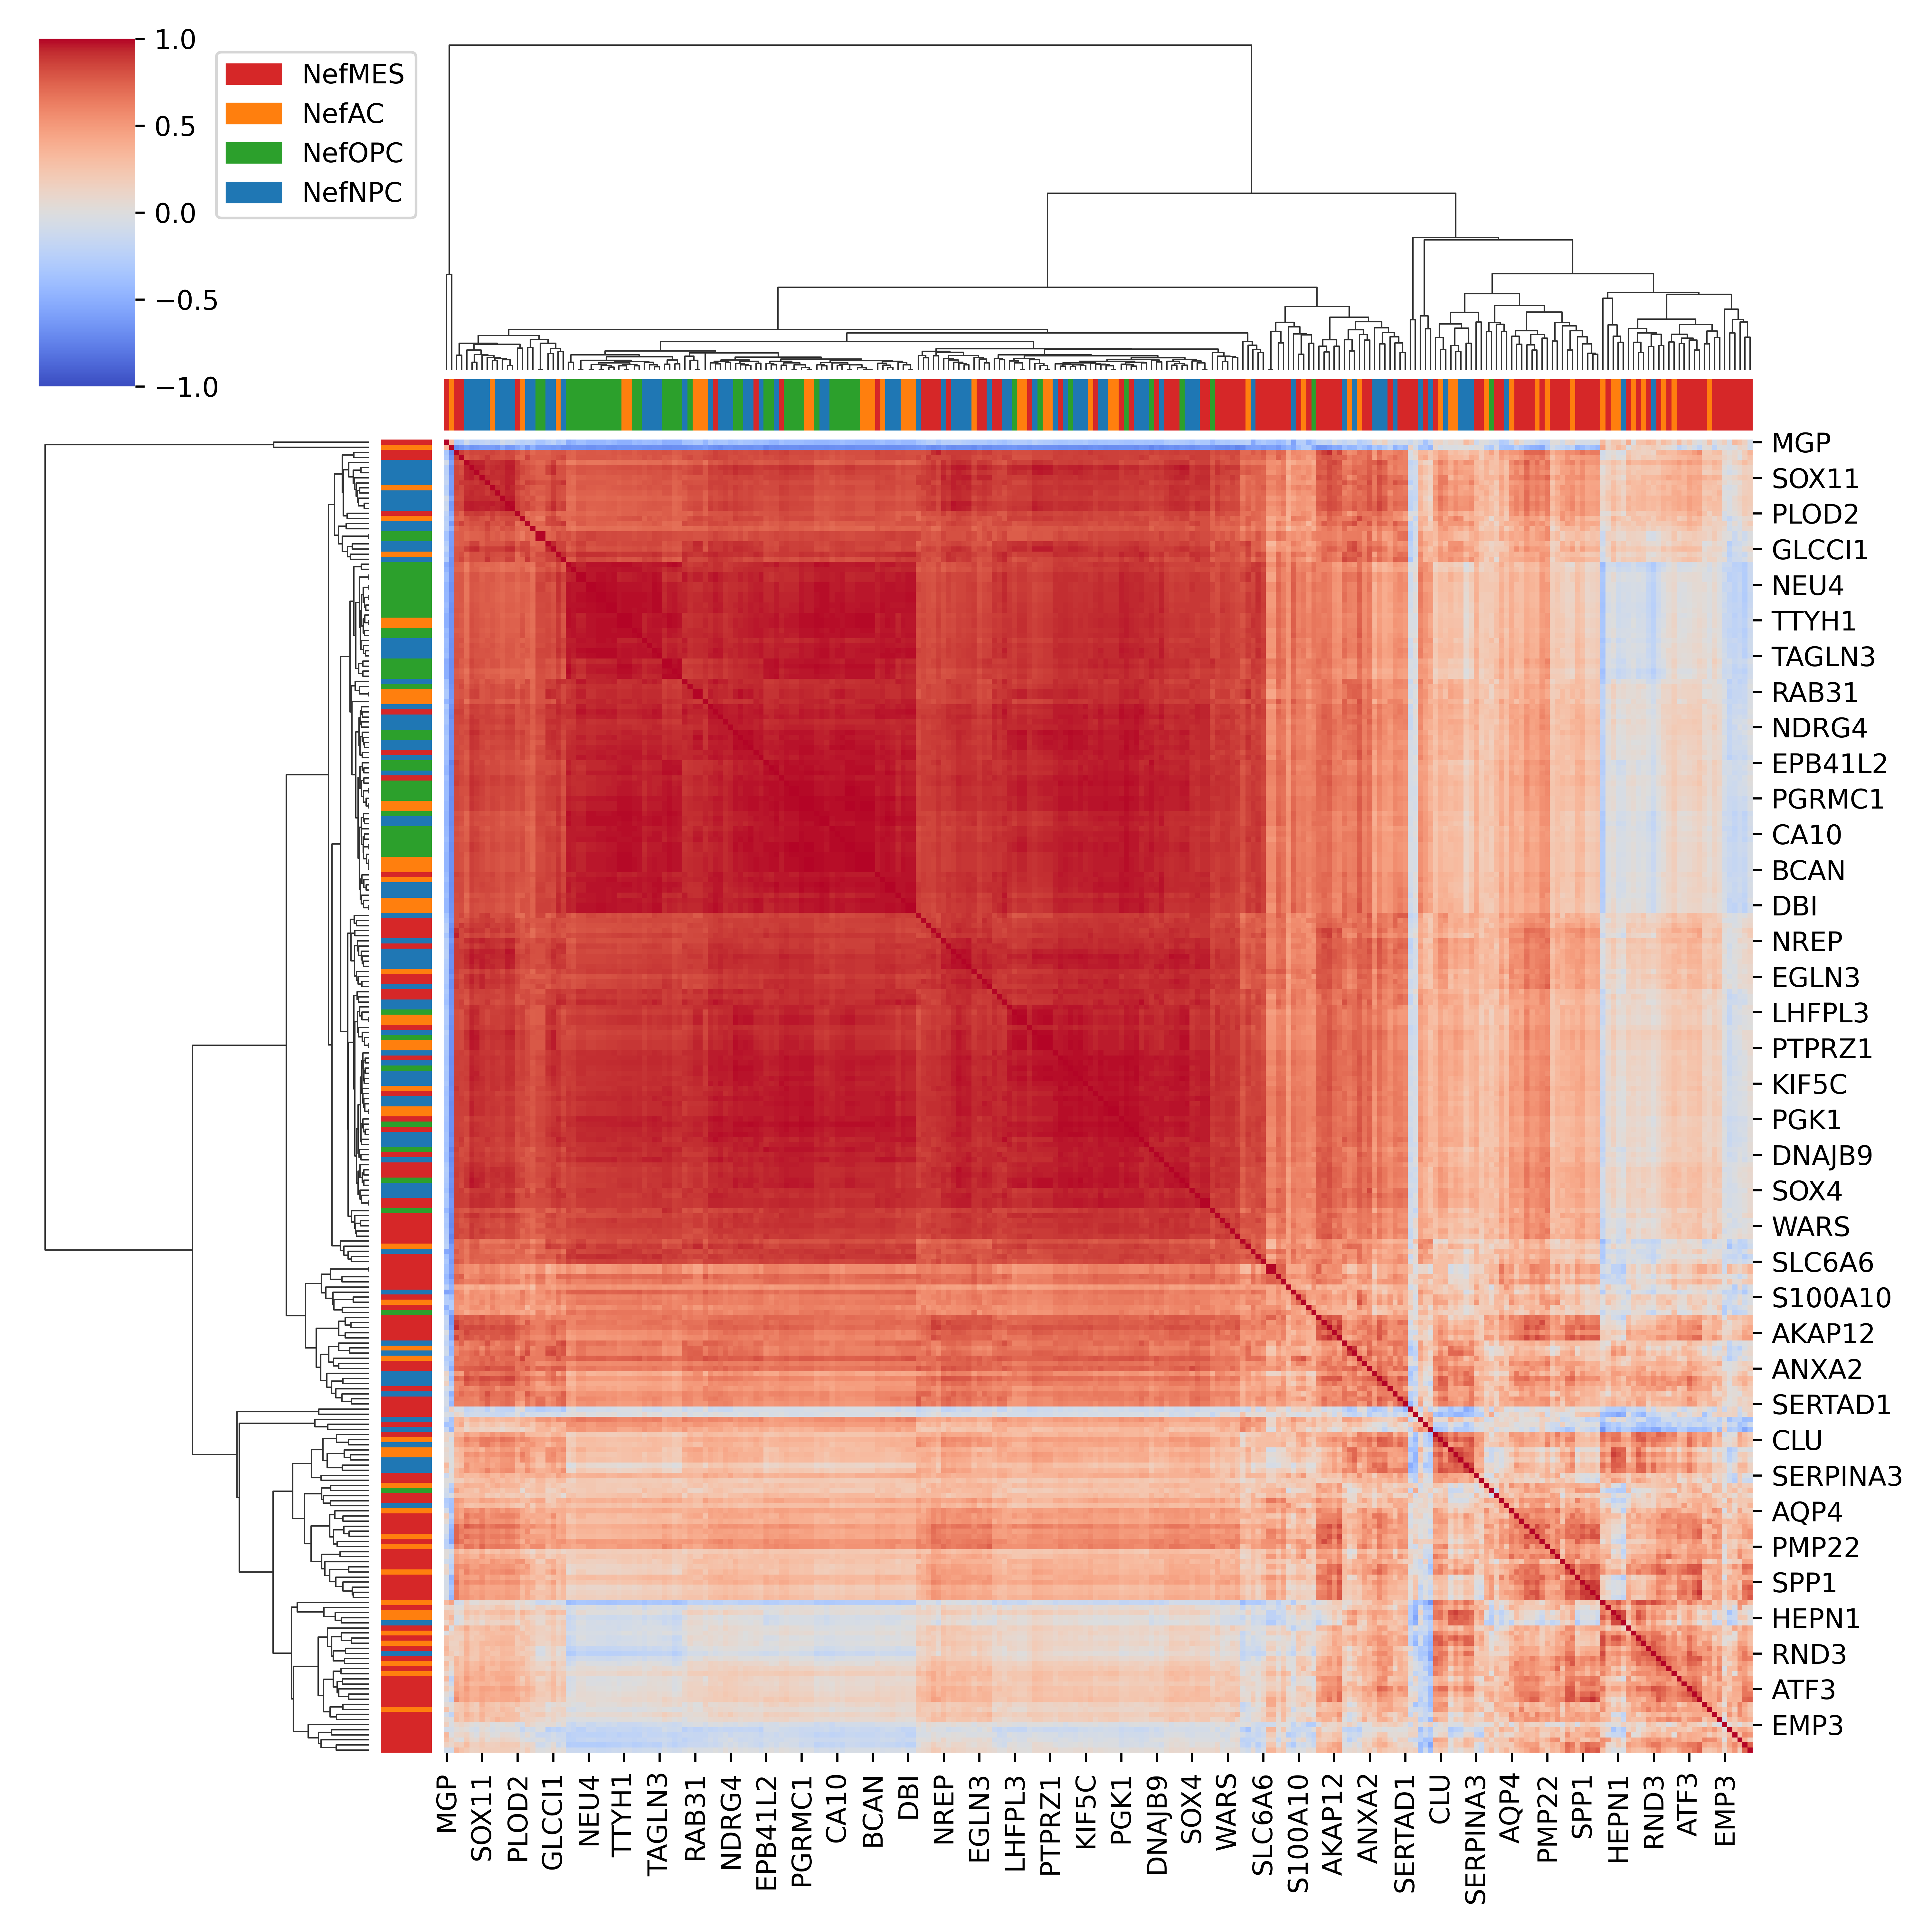 1.0
0.5
0.0
−0.5
−1.0
NefMES
NefAC
NefOPC
NefNPC
MGP
SOX11
PLOD2
GLCCI1
NEU4
TTYH1
TAGLN3
RAB31
NDRG4
EPB41L2
PGRMC1
CA10
BCAN
DBI
NREP
EGLN3
LHFPL3
PTPRZ1
KIF5C
PGK1
DNAJB9
SOX4
WARS
SLC6A6
S100A10
AKAP12
ANXA2
SERTAD1
CLU
SERPINA3
AQP4
PMP22
SPP1
HEPN1
RND3
ATF3
EMP3
MGP
SOX11
PLOD2
GLCCI1
NEU4
TTYH1
TAGLN3
RAB31
NDRG4
EPB41L2
PGRMC1
CA10
BCAN
DBI
NREP
EGLN3
LHFPL3
PTPRZ1
KIF5C
PGK1
DNAJB9
SOX4
WARS
SLC6A6
S100A10
AKAP12
ANXA2
SERTAD1
CLU
SERPINA3
AQP4
PMP22
SPP1
HEPN1
RND3
ATF3
EMP3